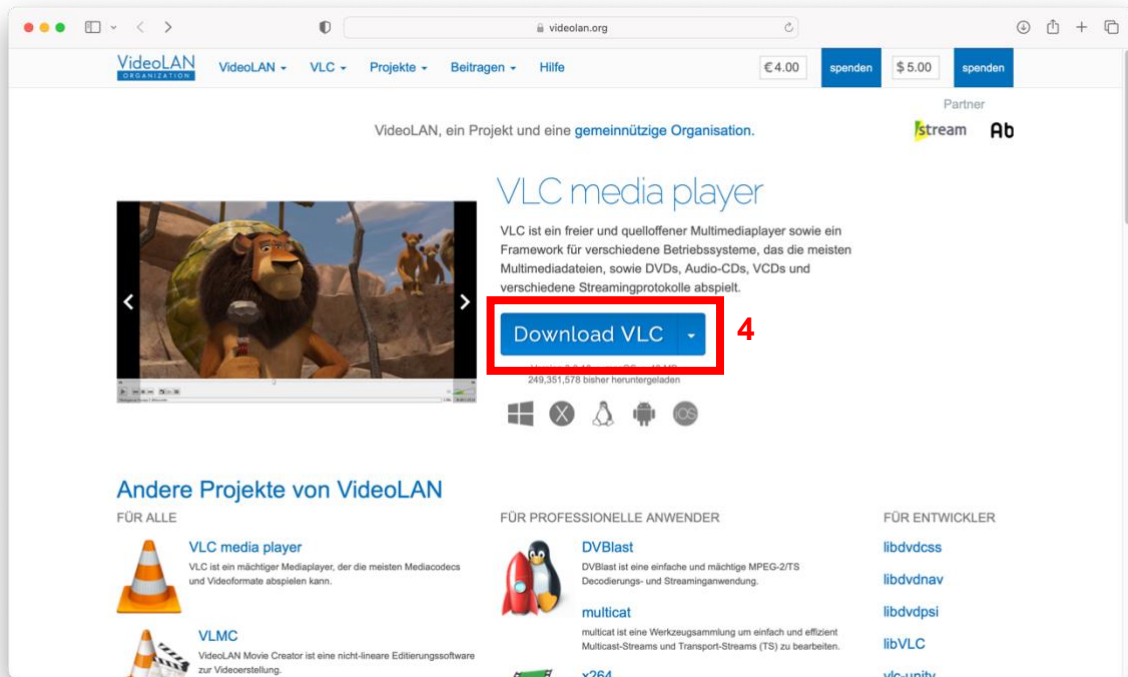 videolan.org
VideoLAN
ORGANIZATION
VideoLAN
VLC
Projekte
Beitragen
Hilfe
€ 4.00
spenden
$ 5.00
spenden
Partner
stream
Ab
VideoLAN, ein Projekt und eine gemeinnützige Organisation.
VLC media player
VLC ist ein freier und quelloffener Multimediaplayer sowie ein
Framework für verschiedene Betriebssysteme, das die meisten
Multimediadateien, sowie DVDs, Audio-CDs, VCDs und
verschiedene Streamingprotokolle abspielt.
Download VLC
4
249,351,578 bisher heruntergeladen
iOS
Andere Projekte von VideoLAN
FÜR ALLE
VLC media player
VLC ist ein mächtiger Mediaplayer, der die meisten Mediacodecs
und Videoformate abspielen kann.
VLMC
VideoLAN Movie Creator ist eine nicht-lineare Editierungssoftware
zur Videoerstellung.
FÜR PROFESSIONELLE ANWENDER
DVBlast
DVBlast ist eine einfache und mächtige MPEG-2/TS
Decodierungs- und Streaminganwendung.
multicat
multicat ist eine Werkzeugsammlung um einfach und effizient
Multicast-Streams und Transport-Streams (TS) zu bearbeiten.
x264
FÜR ENTWICKLER
libdvdcss
libdvdnav
libdvdpsi
libVLC
vlc-unity